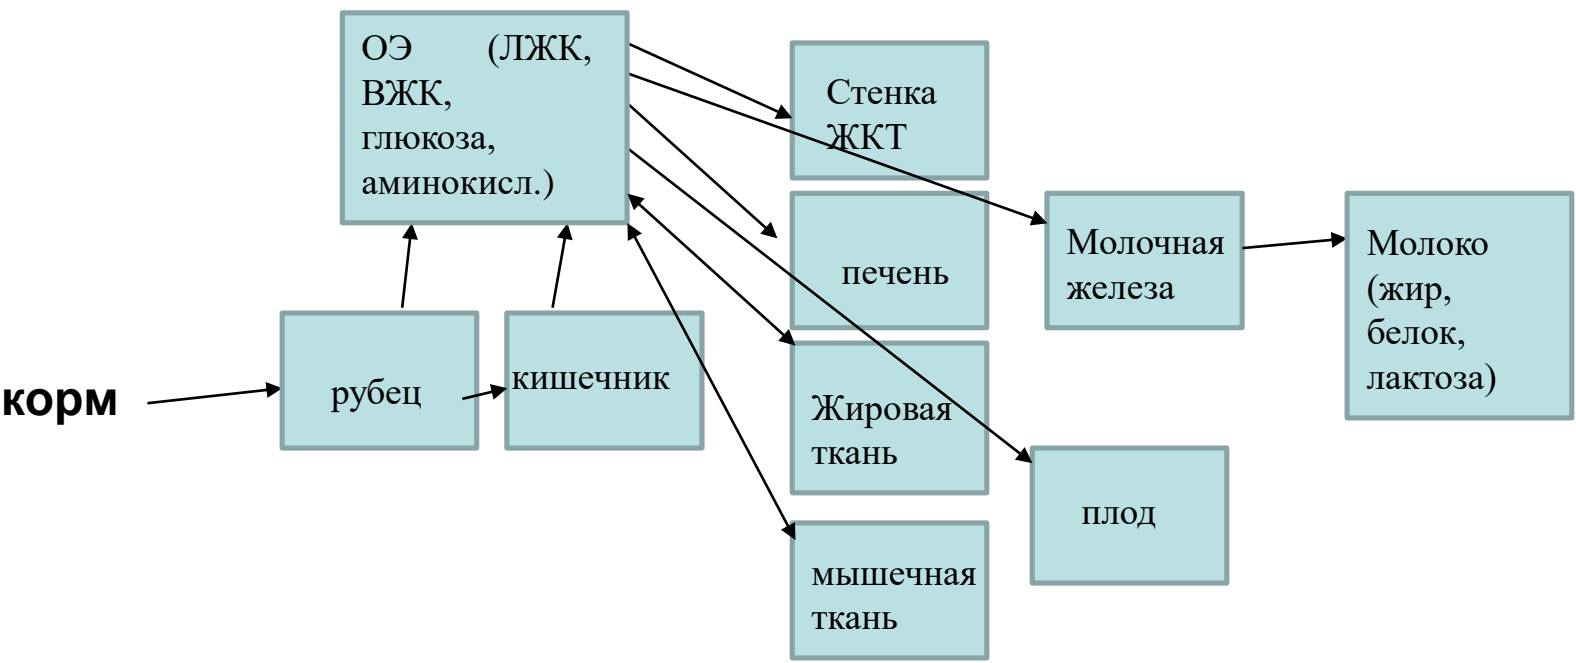 ОЭ (ЛЖК,
ВЖК,
глюкоза,
аминокисл.)
Стенка
ЖКТ
печень
Молочная
железа
Молоко
(жир,
белок,
лактоза)
корм
рубец
кишечник
Жировая
ткань
плод
мышечная
ткань